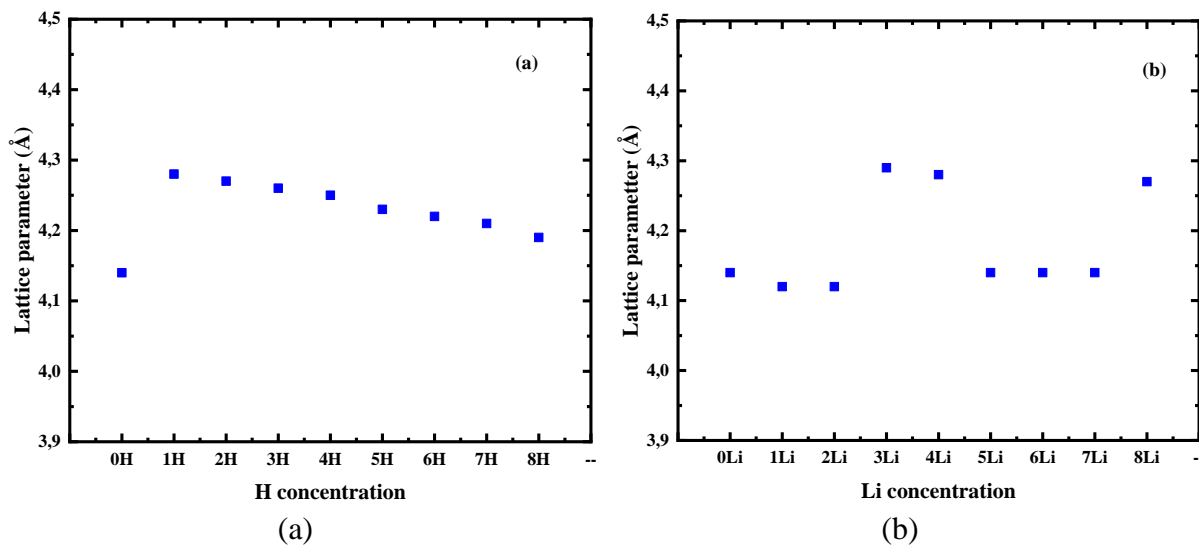 4,5
4,4
4,3
4,2
4,1
4,0
3,9
Lattice parameter (Å)
(a)
0H 1H 2H 3H 4H 5H 6H 7H 8H --
H concentration
(a)
4,5
4,4
4,3
4,2
4,1
4,0
3,9
Lattice parametter (Å)
(b)
0Li 1Li 2Li 3Li 4Li 5Li 6Li 7Li 8Li --
Li concentration
(b)